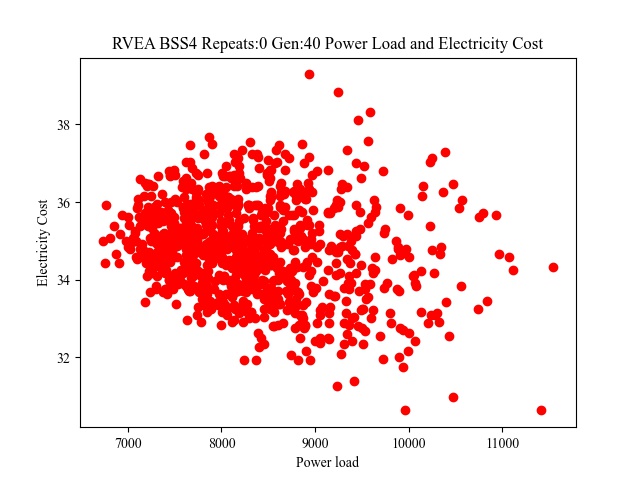 RVEA BSS4 Repeats:0 Gen:40 Power Load and Electricity Cost
38
36
34
32
Electricity Cost
7000 8000 9000 10000 11000
Power load